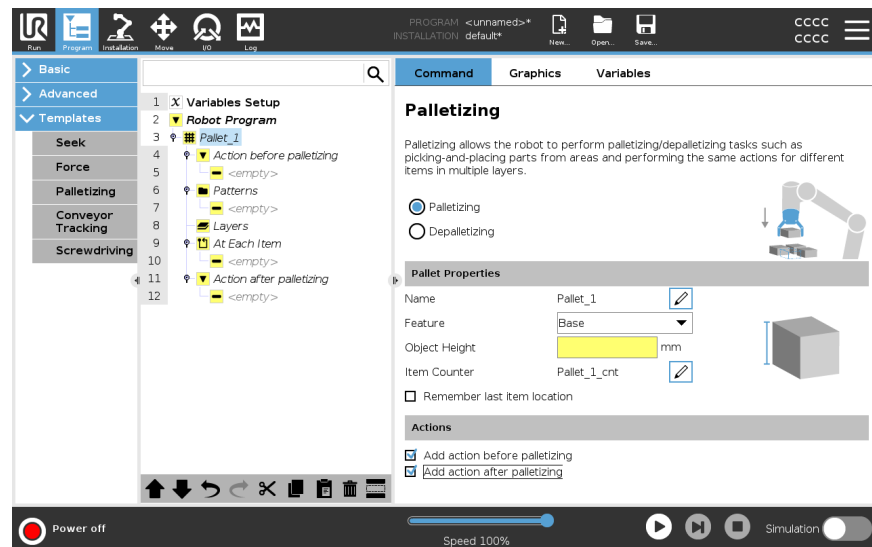 PROGRAM <unnamed>*
INSTALLATION default*
UR
Run
Program
Installation
Move
I/O
Log
New...
Open...
Save...
CCCC
CCCC
Basic
Advanced
Templates
Seek
Force
Palletizing
Conveyor
Tracking
Screwdriving
1 X Variables Setup
2 Robot Program
3 Pallet_1
4 Action before palletizing
5 <empty>
6 Patterns
7 <empty>
8 Layers
9 At Each Item
10 <empty>
11 Action after palletizing
12 <empty>
Command Graphics Variables
Palletizing
Palletizing allows the robot to perform palletizing/depalletizing tasks such as
picking-and-placing parts from areas and performing the same actions for different
items in multiple layers.
Palletizing
Depalletizing
Pallet Properties
Name Pallet_1
Feature Base
Object Height mm
Item Counter Pallet_1_cnt
Remember last item location
Actions
Add action before palletizing
Add action after palletizing
Power off
Speed 100%
Simulation